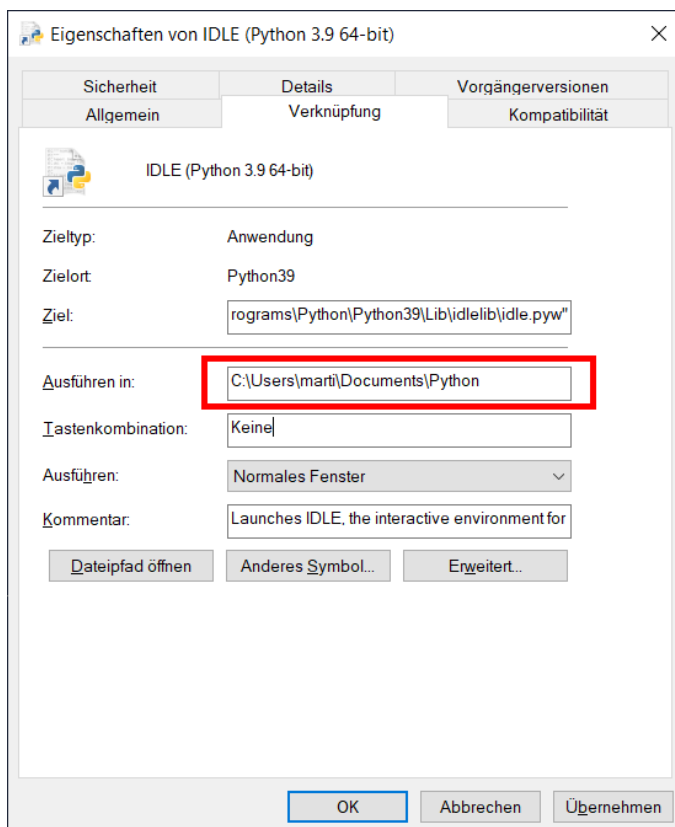 Eigenschaften von IDLE (Python 3.9 64-bit)
Sicherheit Details Vorgängerversionen
Allgemein Verknüpfung Kompatibilität
IDLE (Python 3.9 64-bit)
Zieltyp: Anwendung
Zielort: Python39
Ziel: rograms\Python\Python39\Lib\idlelib\idle.pyw"
Ausführen in: C:\Users\marti\Documents\Python
Tastenkombination: Keine
Ausführen: Normales Fenster
Kommentar: Launches IDLE, the interactive environment for
Dateipfad öffnen Anderes Symbol... Erweitert...
OK Abbrechen Übernehmen